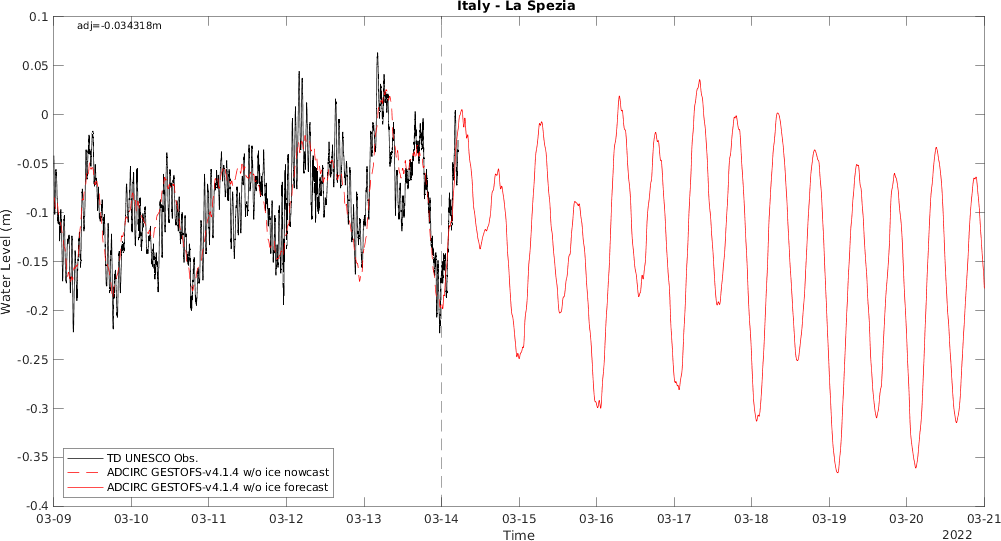 Italy - La Spezia
adj=-0.034318m
0.1
0.05
0
-0.05
-0.1
-0.15
-0.2
-0.25
-0.3
-0.35
-0.4
Water Level (m)
TD UNESCO Obs.
ADCIRC GESTOFS-v4.1.4 w/o ice nowcast
ADCIRC GESTOFS-v4.1.4 w/o ice forecast
03-09 03-10 03-11 03-12 03-13 03-14 03-15 03-16 03-17 03-18 03-19 03-20 03-21
Time
2022